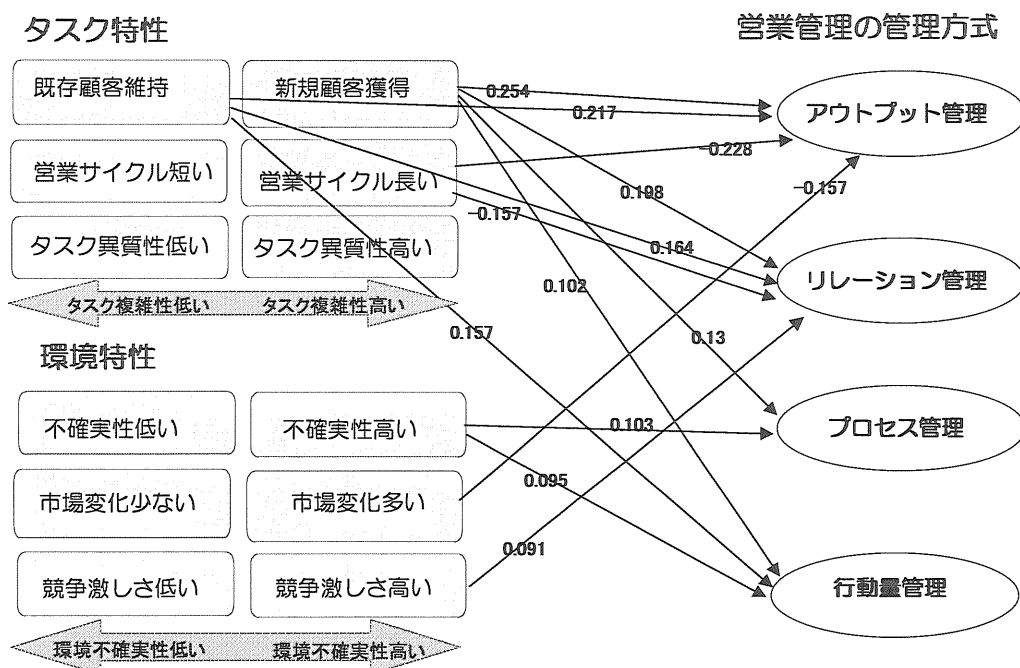 タスク特性
営業管理の管理方式
既存顧客維持
新規顧客獲得
営業サイクル短い
営業サイクル長い
タスク異質性低い
タスク異質性高い
タスク複雑性低い
タスク複雑性高い
環境特性
不確実性低い
不確実性高い
市場変化少ない
市場変化多い
競争激しさ低い
競争激しさ高い
環境不確実性低い
環境不確実性高い
0.254
0.217
-0.228
-0.157
0.198
-0.157
0.164
0.102
0.157
0.13
0.103
0.095
0.091
アウトプット管理
リレーション管理
プロセス管理
行動量管理